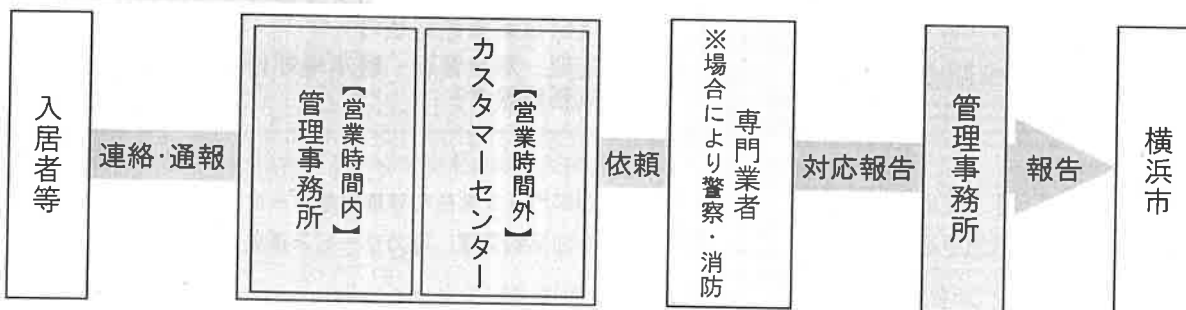 入居者等
連絡・通報
【営業時間内】
管理事務所
【営業時間外】
カスタマーセンター
依頼
専門業者
※場合により警察・消防
対応報告
管理事務所
報告
横浜市